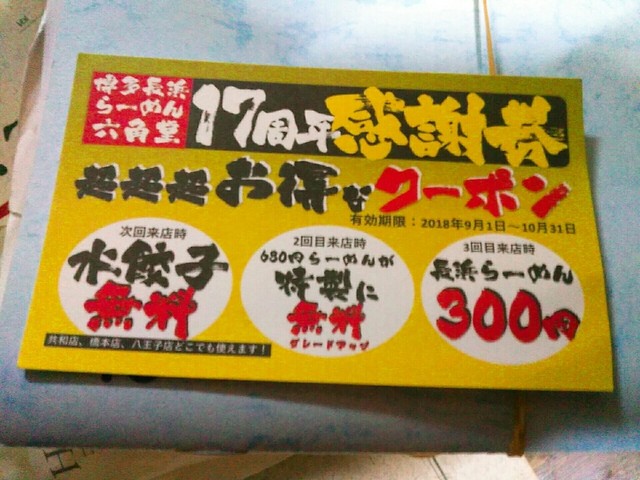 博多長浜
らーめん
六角堂
17周年感謝券
超超超お得なクーポン
有効期限：2018年9月1日～10月31日
次回来店時
水餃子
無料
2回目来店時
680円らーめんが
特製に
無料
グレードアップ
3回目来店時
長浜らーめん
300円
共和店、橋本店、八王子店どこでも使えます！